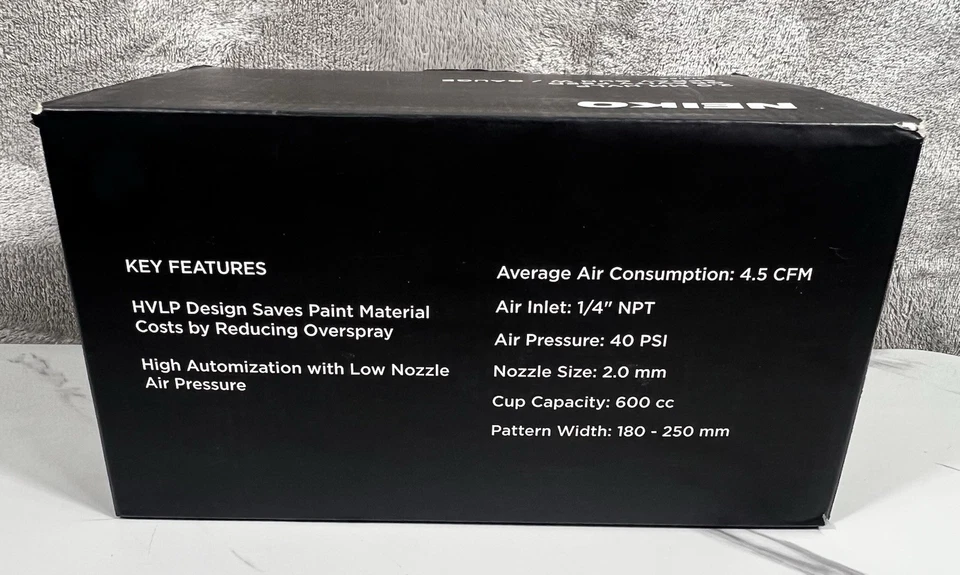 NEIKO
KEY FEATURES
HVLP Design Saves Paint Material
Costs by Reducing Overspray
High Automization with Low Nozzle
Air Pressure
Average Air Consumption: 4.5 CFM
Air Inlet: 1/4" NPT
Air Pressure: 40 PSI
Nozzle Size: 2.0 mm
Cup Capacity: 600 cc
Pattern Width: 180 - 250 mm